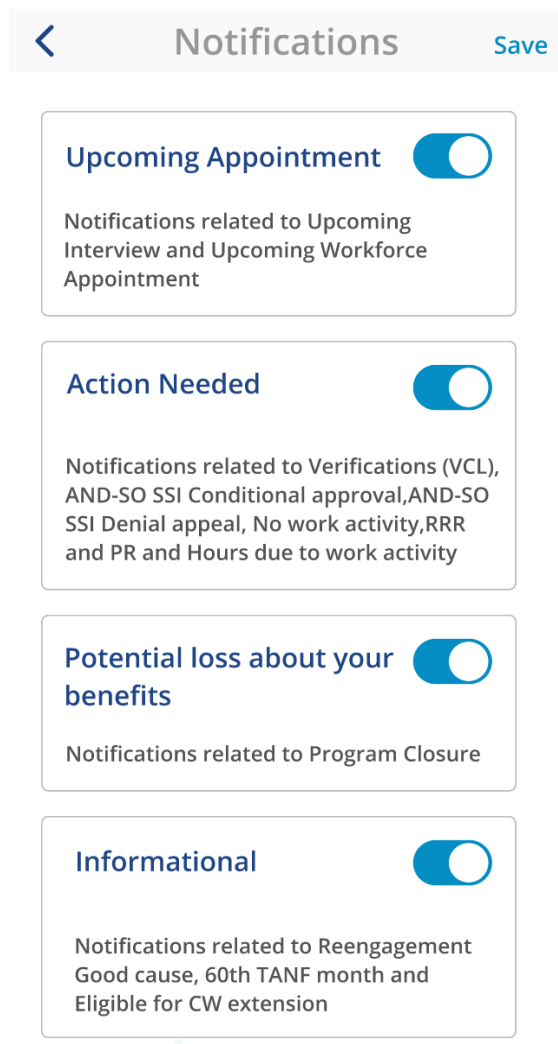 Notifications
Save
Upcoming Appointment
Notifications related to Upcoming
Interview and Upcoming Workforce
Appointment
Action Needed
Notifications related to Verifications (VCL),
AND-SO SSI Conditional approval,AND-SO
SSI Denial appeal, No work activity,RRR
and PR and Hours due to work activity
Potential loss about your
benefits
Notifications related to Program Closure
Informational
Notifications related to Reengagement
Good cause, 60th TANF month and
Eligible for CW extension